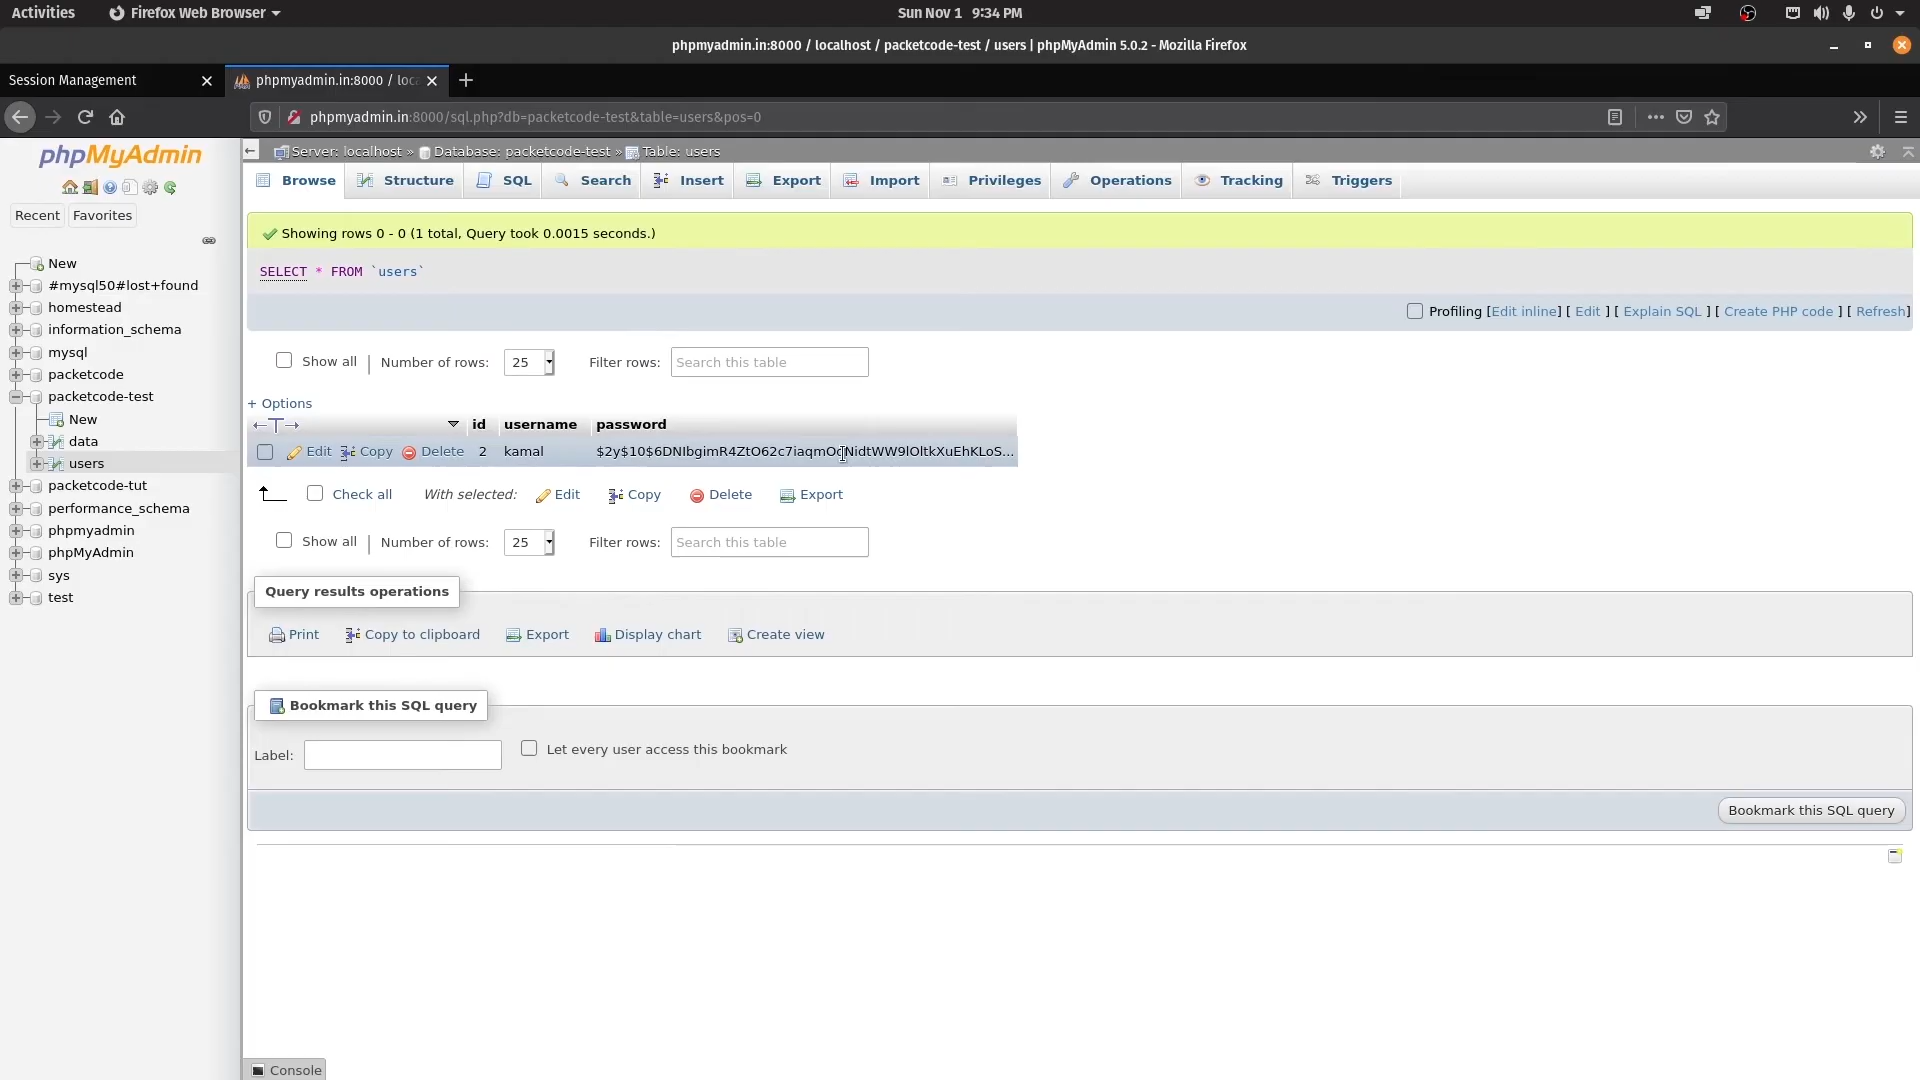 Activities Firefox Web Browser Sun Nov 1 9:34 PM
phpmyadmin.in:8000 / localhost / packetcode-test / users | phpMyAdmin 5.0.2 - Mozilla Firefox
Session Management phpmyadmin.in:8000 / loc
phpmyadmin.in:8000/sql.php?db=packetcode-test&table=users&pos=0
phpMyAdmin
Recent Favorites
New
#mysql50#lost+found
homestead
information_schema
mysql
packetcode
packetcode-test
New
data
users
packetcode-tut
performance_schema
phpmyadmin
phpMyAdmin
sys
test
Server: localhost » Database: packetcode-test » Table: users
Browse Structure SQL Search Insert Export Import Privileges Operations Tracking Triggers
Showing rows 0 - 0 (1 total, Query took 0.0015 seconds.)
SELECT * FROM `users`
Profiling [Edit inline] [ Edit ] [ Explain SQL ] [ Create PHP code ] [ Refresh]
Show all | Number of rows: 25 Filter rows: Search this table
+ Options
←T→ id username password
Edit Copy Delete 2 kamal
Check all With selected: Edit Copy Delete Export
Show all | Number of rows: 25 Filter rows: Search this table
Query results operations
Print Copy to clipboard Export Display chart Create view
Bookmark this SQL query
Label: Let every user access this bookmark
Bookmark this SQL query
Console